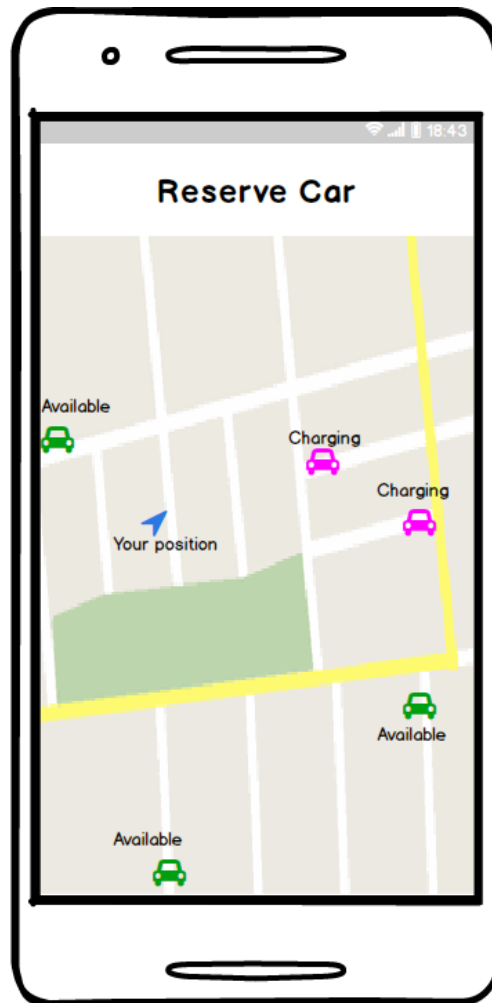 18:43
Reserve Car
Available
Charging
Charging
Your position
Available
Available